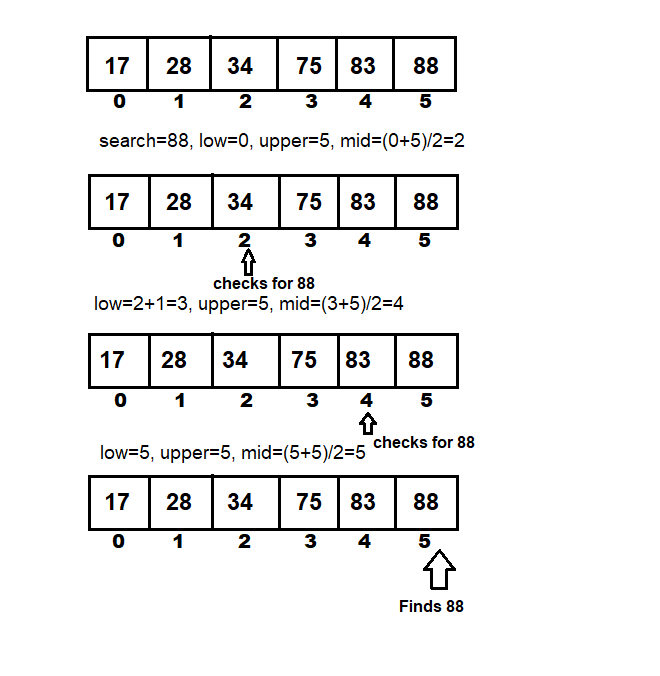 17 28 34 75 83 88
0 1 2 3 4 5
search=88, low=0, upper=5, mid=(0+5)/2=2
17 28 34 75 83 88
0 1 2 3 4 5
checks for 88
low=2+1=3, upper=5, mid=(3+5)/2=4
17 28 34 75 83 88
0 1 2 3 4 5
checks for 88
low=5, upper=5, mid=(5+5)/2=5
17 28 34 75 83 88
0 1 2 3 4 5
Finds 88